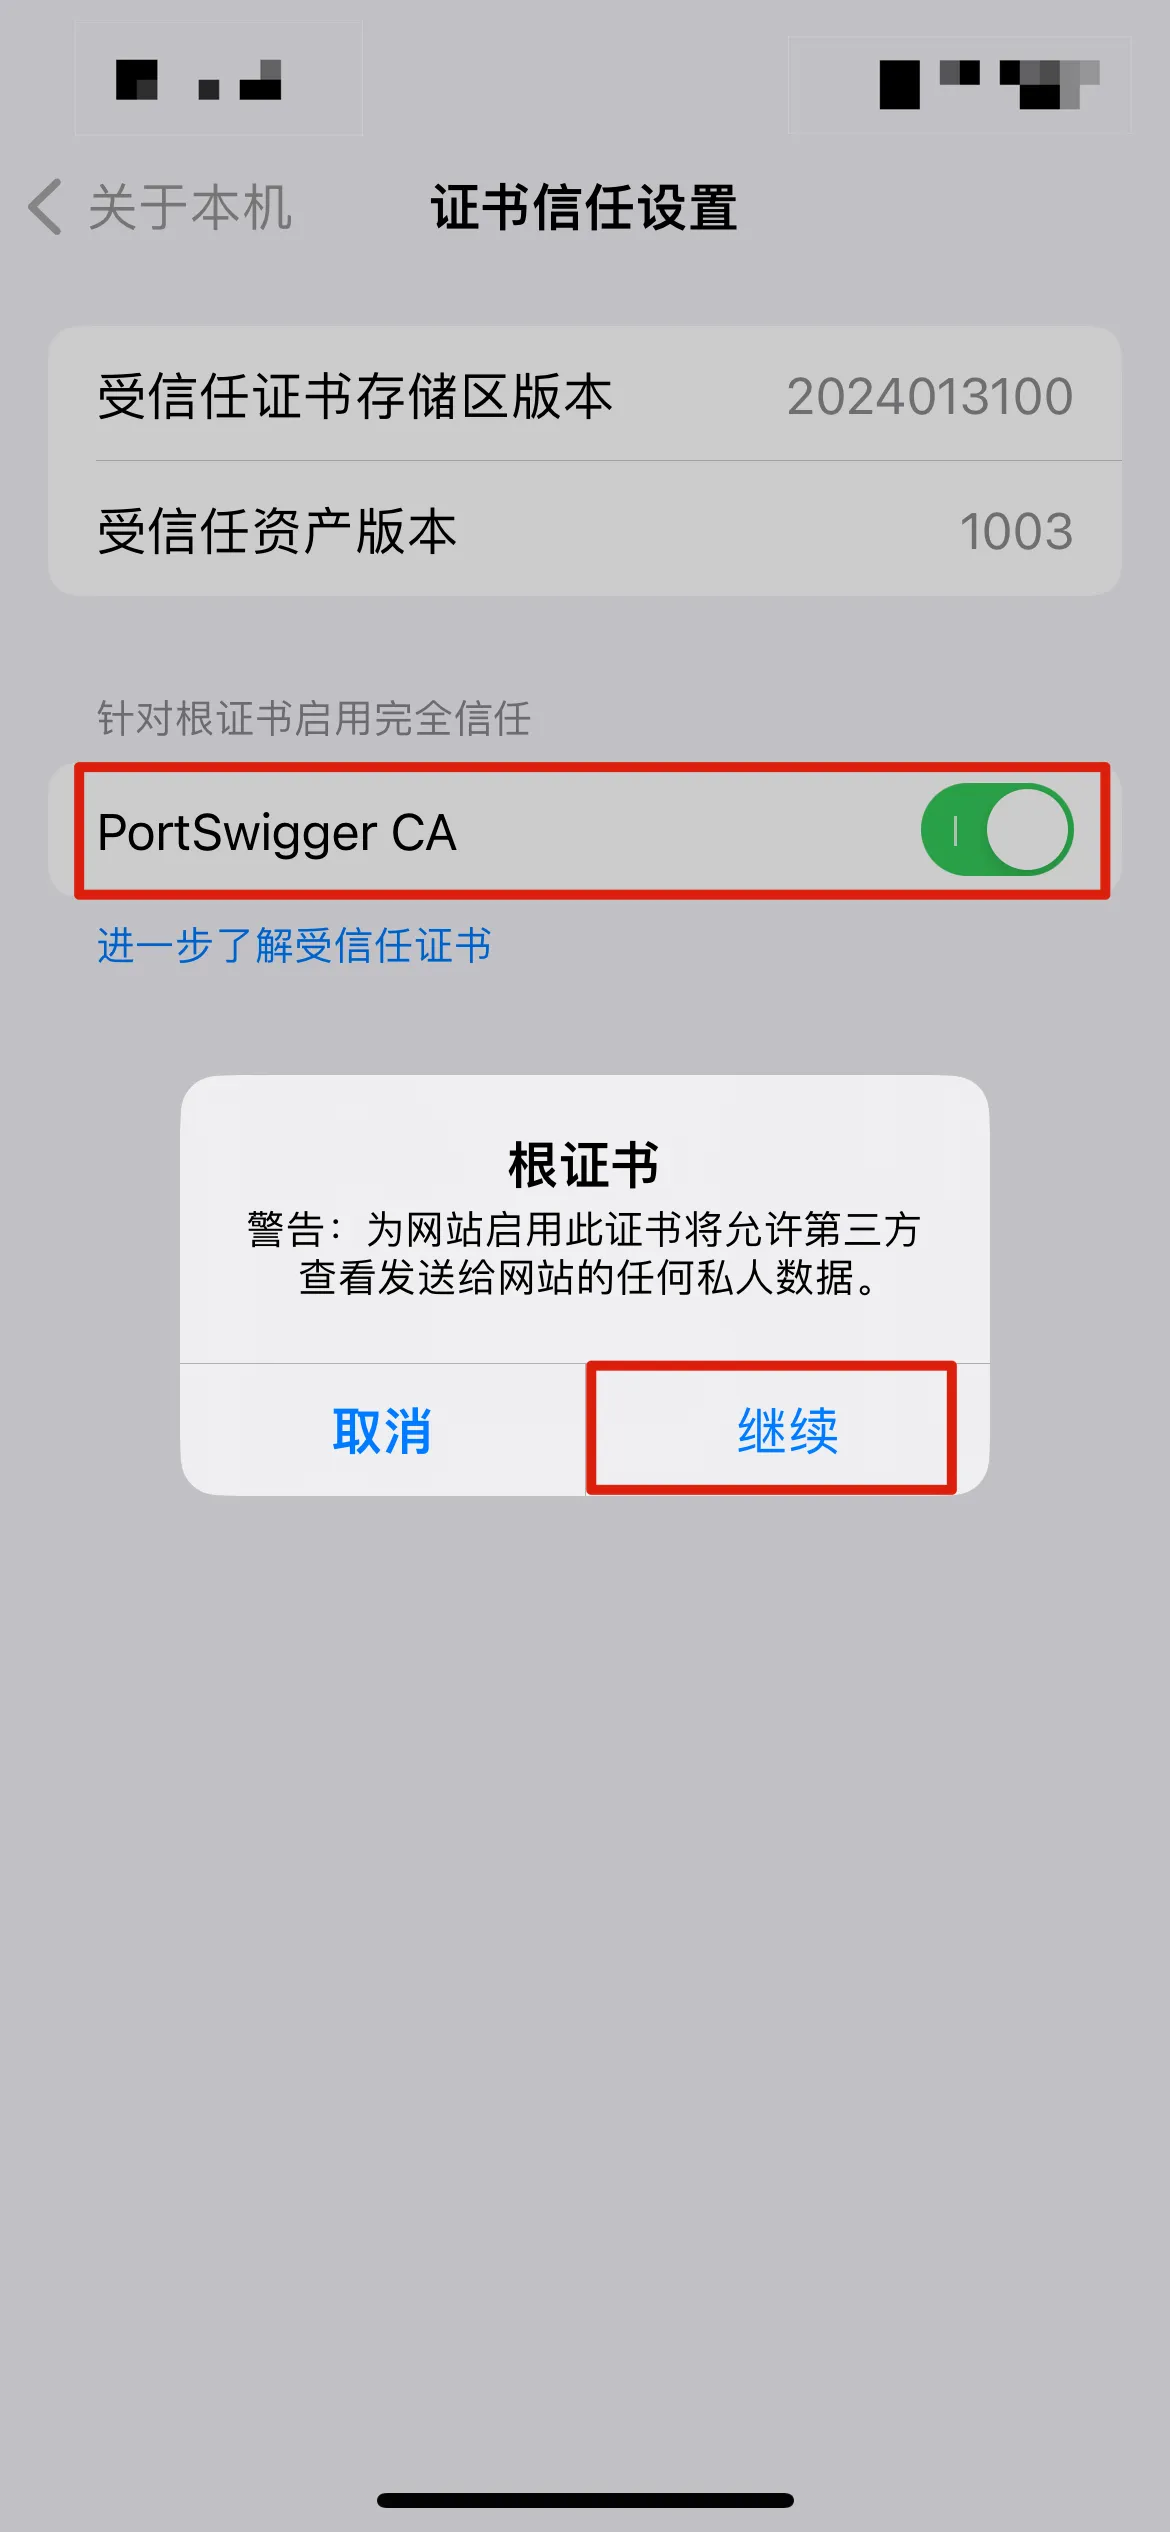 关于本机
证书信任设置
受信任证书存储区版本 2024013100
受信任资产版本 1003
针对根证书启用完全信任
PortSwigger CA
进一步了解受信任证书
根证书
警告：为网站启用此证书将允许第三方
查看发送给网站的任何私人数据。
取消 继续